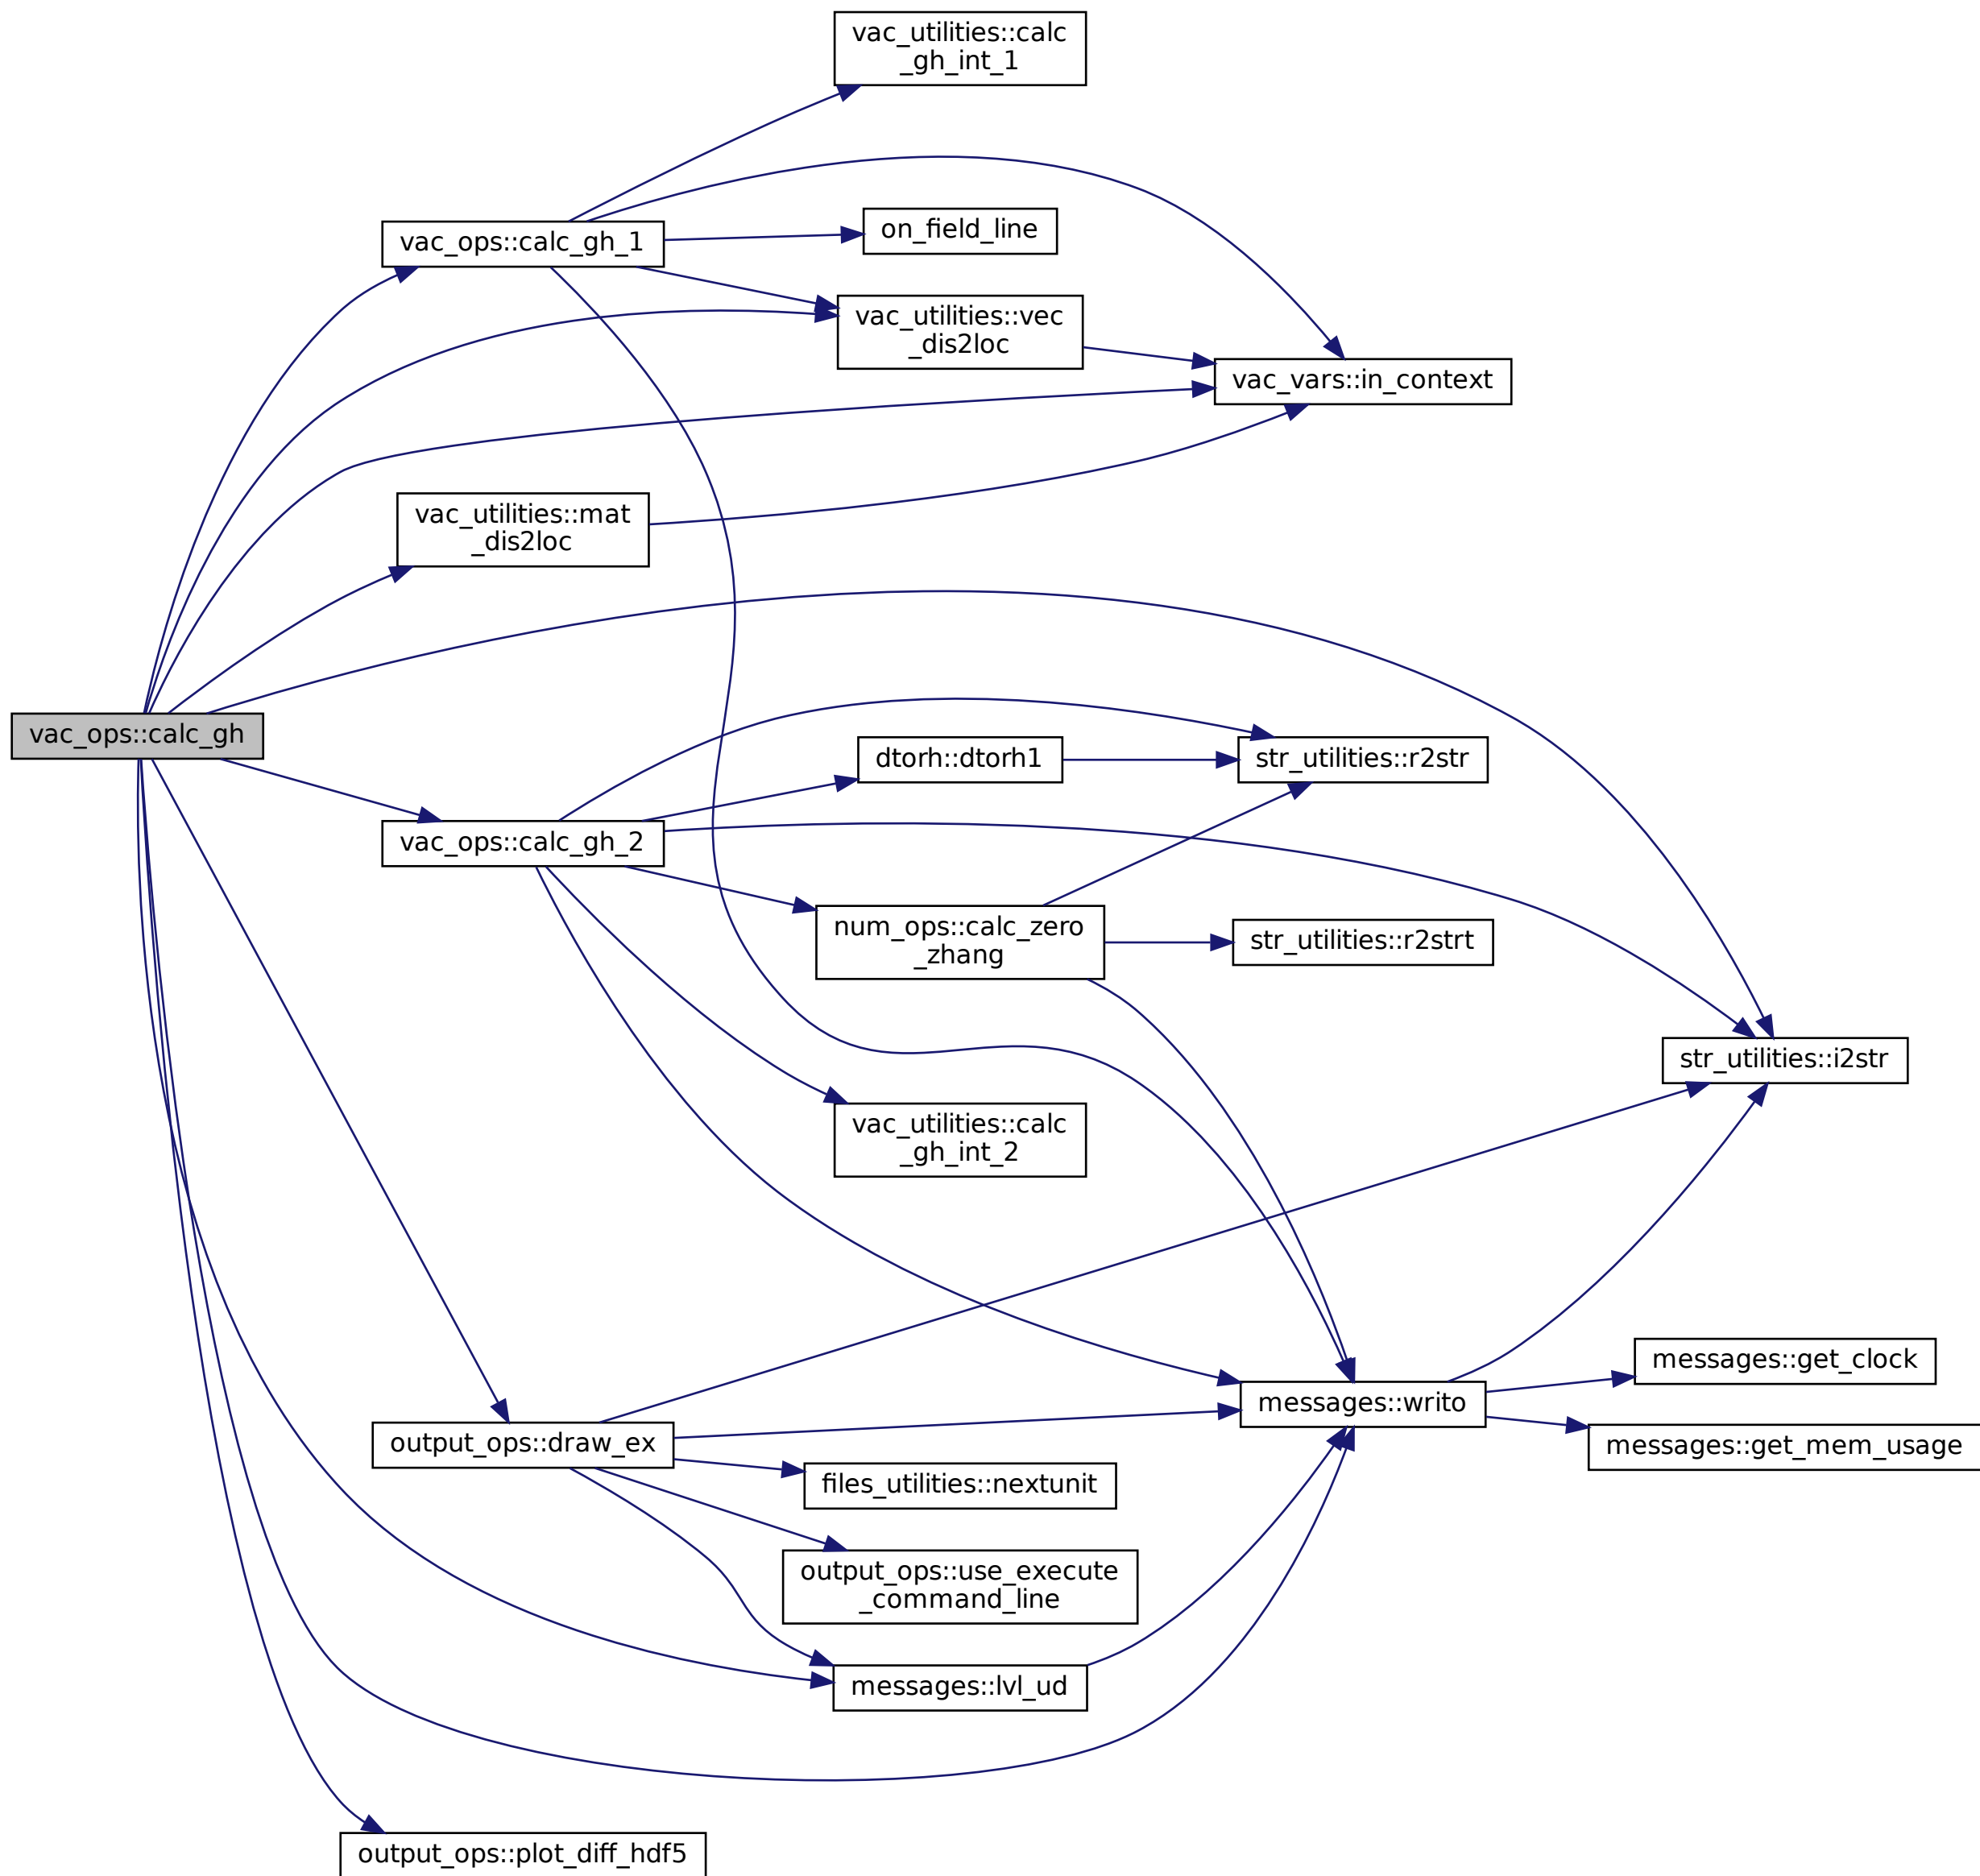 vac_utilities::calc
_gh_int_1
vac_ops::calc_gh_1
on_field_line
vac_utilities::vec
_dis2loc
vac_vars::in_context
vac_utilities::mat
_dis2loc
vac_ops::calc_gh
dtorh::dtorh1
str_utilities::r2str
vac_ops::calc_gh_2
num_ops::calc_zero
_zhang
str_utilities::r2strt
str_utilities::i2str
vac_utilities::calc
_gh_int_2
messages::get_clock
messages::writo
messages::get_mem_usage
output_ops::draw_ex
files_utilities::nextunit
output_ops::use_execute
_command_line
messages::lvl_ud
output_ops::plot_diff_hdf5